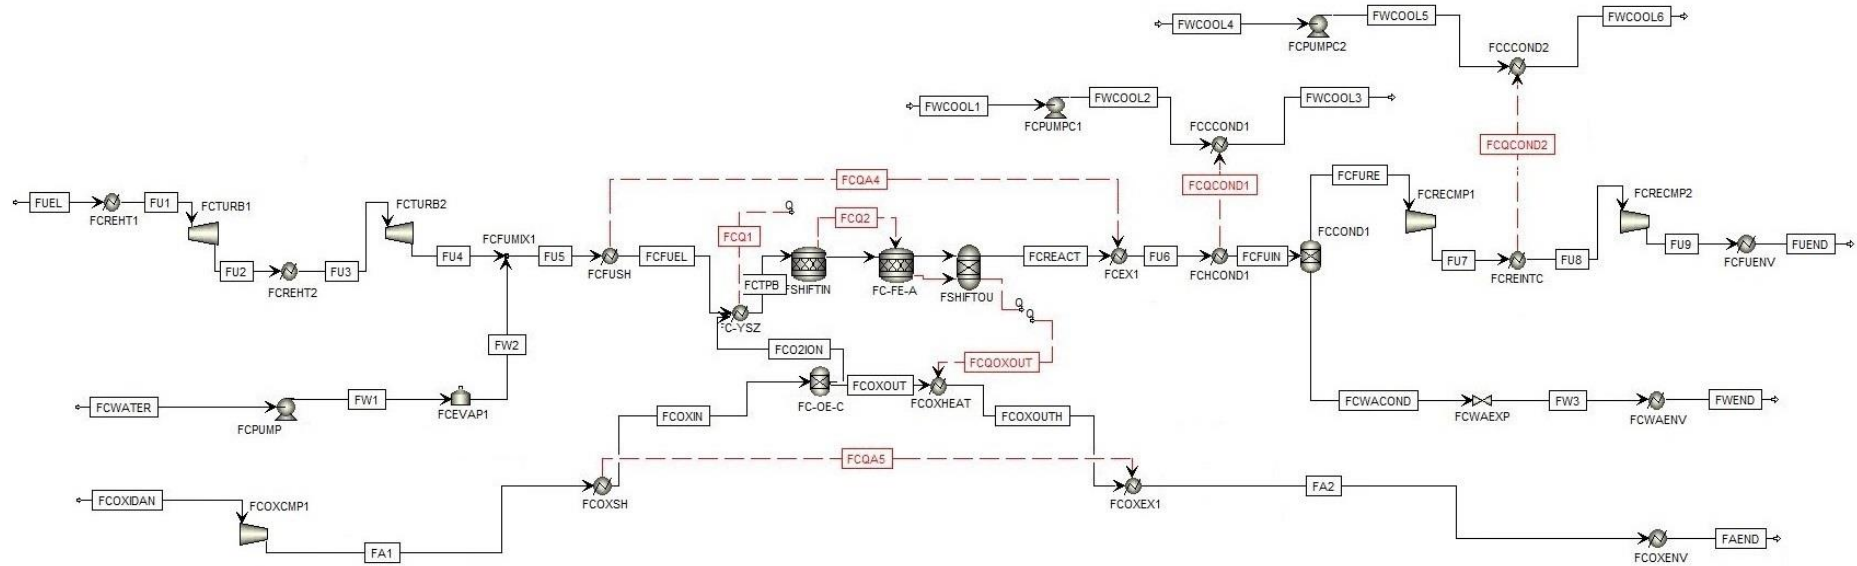 FWCOOL4
FCPUMPC2
FWCOOL5
FCCCOND2
FWCOOL6
FWCOOL1
FCPUMPC1
FWCOOL2
FCCCOND1
FWCOOL3
FCQCOND2
FCQCOND1
FCQA4
FUEL
FCREHT1
FU1
FCTURB1
FU2
FCREHT2
FU3
FCTURB2
FU4
FCFUMIX1
FU5
FCFUSH
FCFUEL
FCQ1
Q
FCTPB
FC-YSZ
FSHIFTIN
FCQ2
FC-FE-A
FSHIFTOU
Q
Q
FCREACT
FCEX1
FU6
FCHCOND1
FCFUIN
FCCOND1
FCFURE
FCRECMP1
FU7
FCREINTC
FU8
FCRECMP2
FU9
FCFUENV
FUEND
FW2
FCO2ION
FCQOXOUT
FCWATER
FCPUMP
FW1
FCEVAP1
FCOXIN
FC-OE-C
FCOXOUT
FCOXHEAT
FCOXOUTH
FCWACOND
FCWAEXP
FW3
FCWAENV
FWEND
FCQA5
FCOXIDAN
FCOXCMP1
FA1
FCOXSH
FCOXEX1
FA2
FCOXENV
FAEND